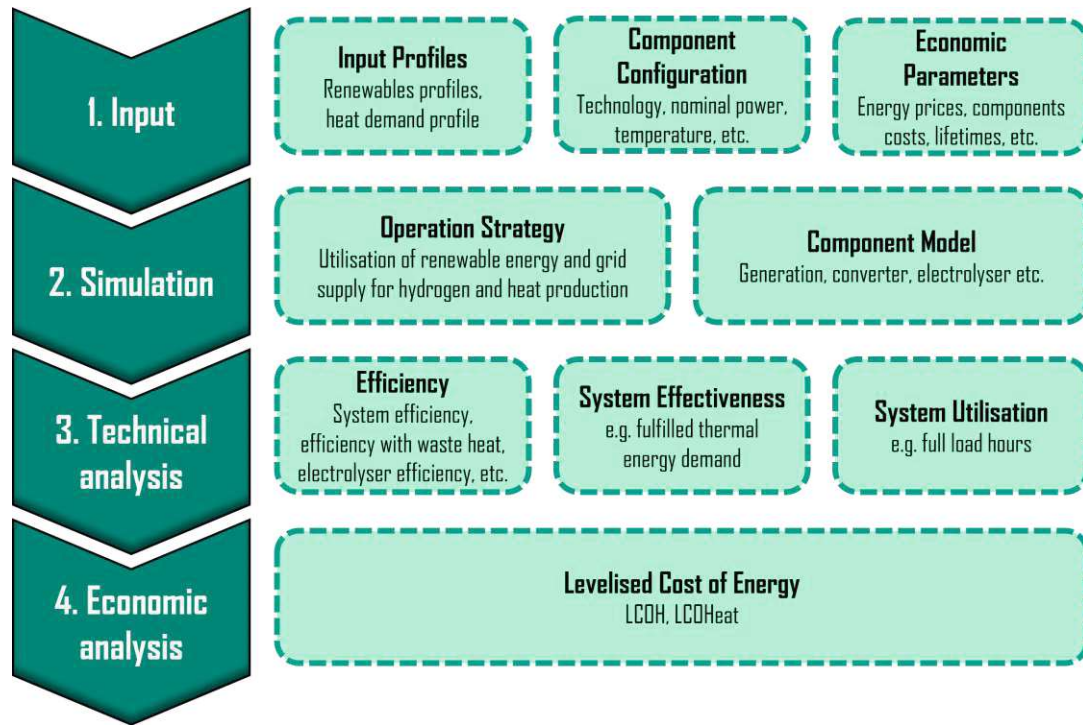 1. Input
Input Profiles
Renewables profiles,
heat demand profile
Component
Configuration
Technology, nominal power,
temperature, etc.
Economic
Parameters
Energy prices, components
costs, lifetimes, etc.
2. Simulation
Operation Strategy
Utilisation of renewable energy and grid
supply for hydrogen and heat production
Component Model
Generation, converter, electrolyser etc.
3. Technical
analysis
Efficiency
System efficiency,
efficiency with waste heat,
electrolyser efficiency, etc.
System Effectiveness
e.g. fulfilled thermal
energy demand
System Utilisation
e.g. full load hours
4. Economic
analysis
Levelised Cost of Energy
LCOH, LCOHeat